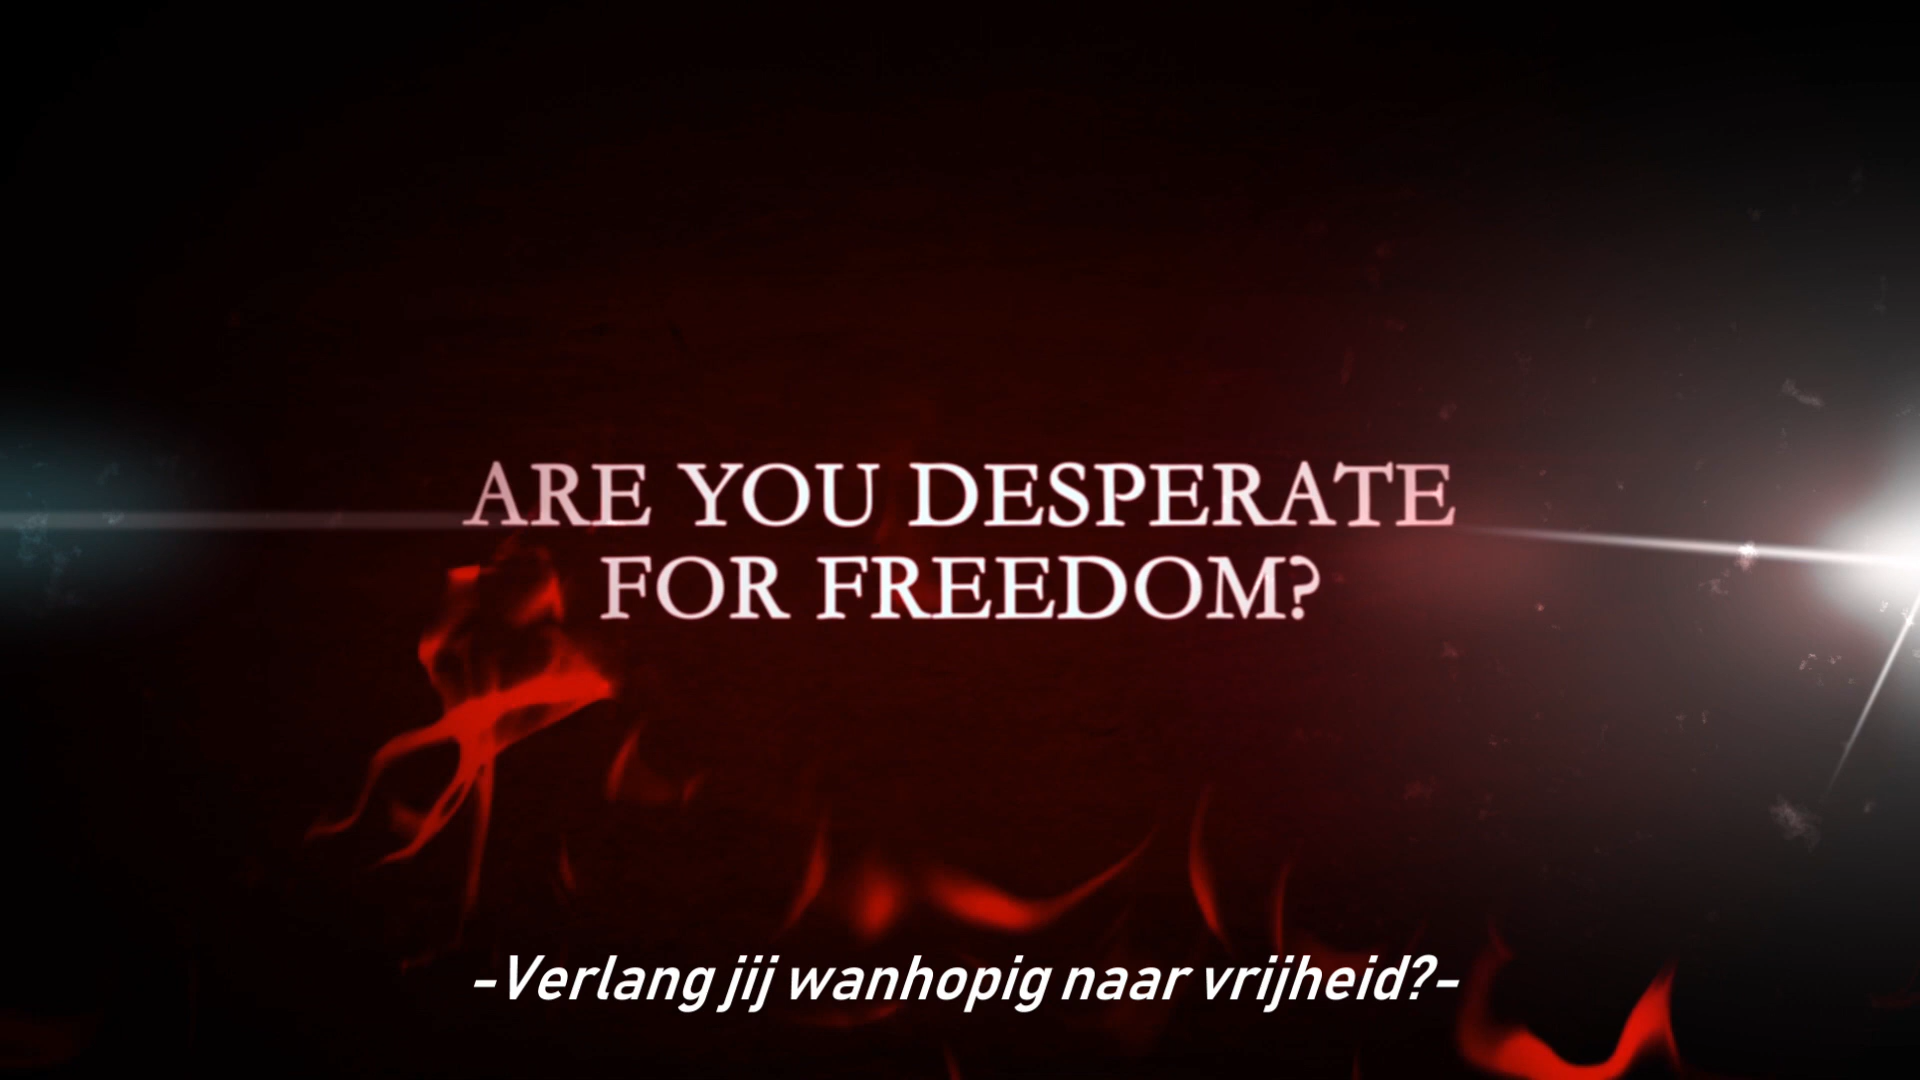 ARE YOU DESPERATE
FOR FREEDOM?
-Verlang jij wanhopig naar vrijheid?-